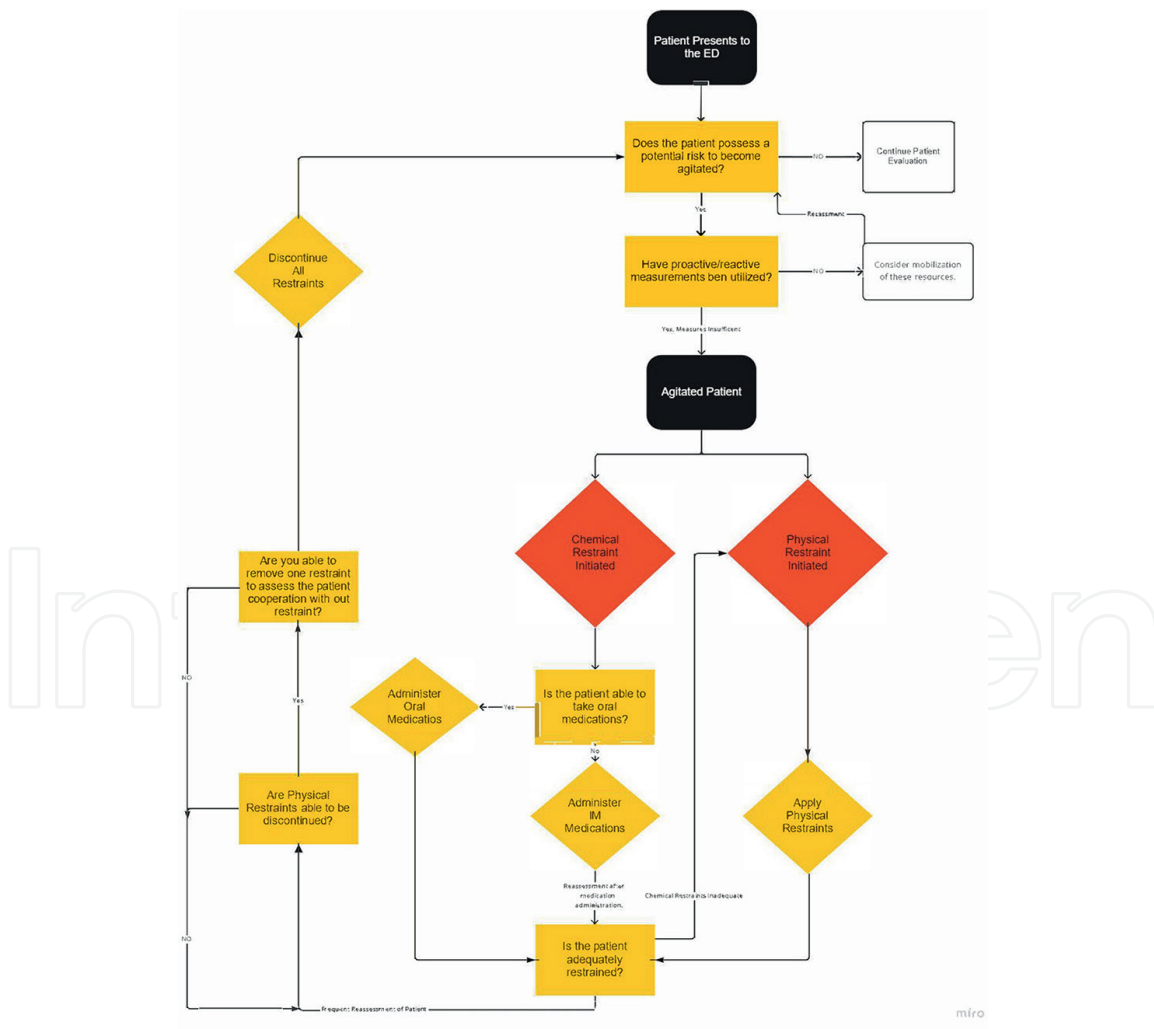 Patient Presents to
the ED
Does the patient possess a
potential risk to become
agitated?
NO
Continue Patient
Evaluation
Yes
Reassment
Have proactive/reactive
measurements ben utilized?
NO
Consider mobilization
of these resources.
Yes, Measures Insufficent
Agitated Patient
Discontinue
All
Restraints
Chemical
Restraint
Initiated
Physical
Restraint
Initiated
Are you able to
remove one restraint
to assess the patient
cooperation with out
restraint?
NO
Yes
Administer
Oral
Medicatios
Yes
Is the patient able to
take oral
medications?
No
Are Physical
Restraints able to be
discontinued?
Administer
IM
Medications
Apply
Physical
Restraints
Reassessment after
medication
administration.
Chemical Restraints Inadequate
NO
Is the patient
adequately
restrained?
Frequent Reassessment of Patient
miro